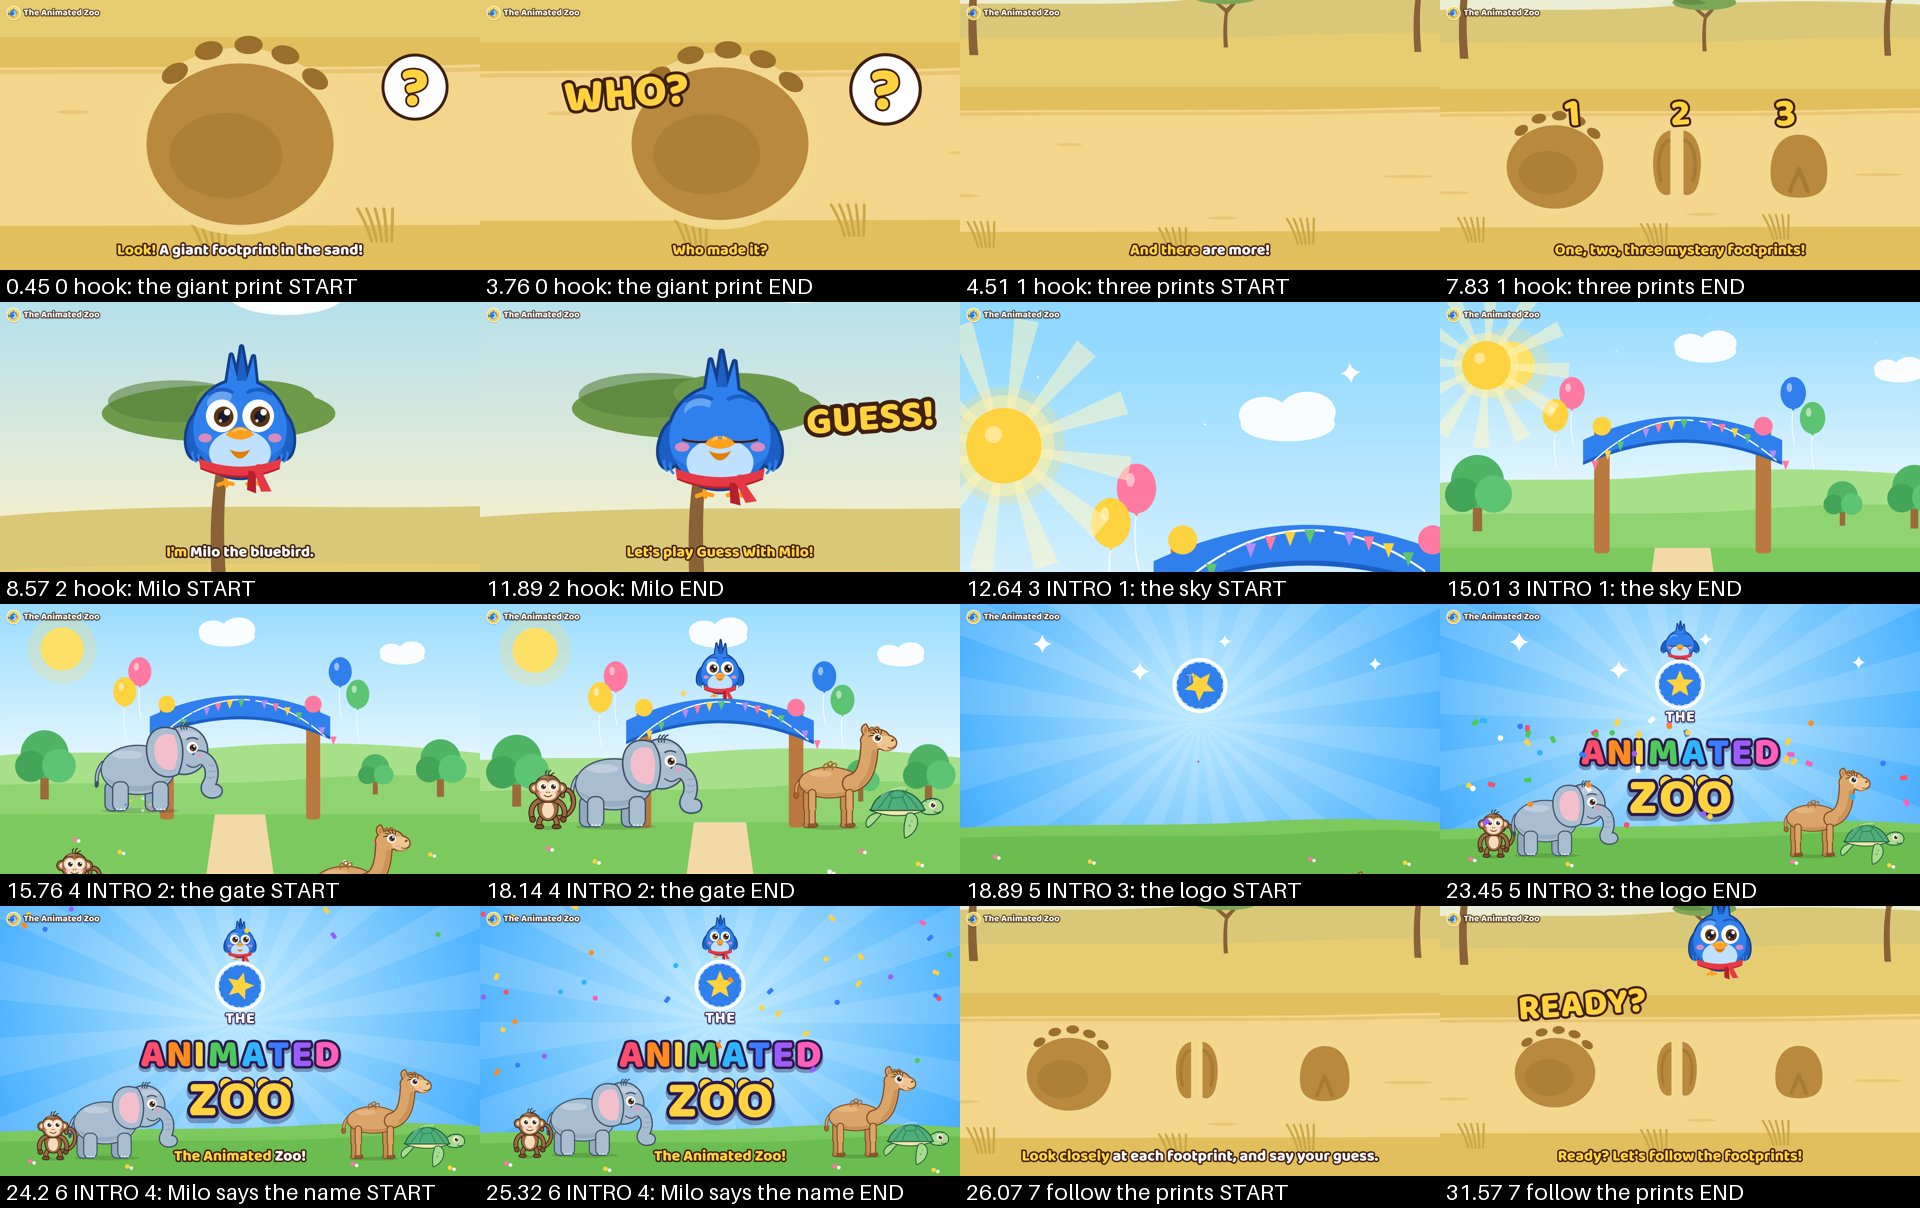 The Animated Zoo
?
Look! A giant footprint in the sand!
0.45 0 hook: the giant print START
The Animated Zoo
WHO?
?
Who made it?
3.76 0 hook: the giant print END
The Animated Zoo
And there are more!
4.51 1 hook: three prints START
The Animated Zoo
1 2 3
One, two, three mystery footprints!
7.83 1 hook: three prints END
The Animated Zoo
I'm Milo the bluebird.
8.57 2 hook: Milo START
The Animated Zoo
GUESS!
Let's play Guess With Milo!
11.89 2 hook: Milo END
The Animated Zoo
12.64 3 INTRO 1: the sky START
The Animated Zoo
15.01 3 INTRO 1: the sky END
The Animated Zoo
15.76 4 INTRO 2: the gate START
The Animated Zoo
18.14 4 INTRO 2: the gate END
The Animated Zoo
18.89 5 INTRO 3: the logo START
The Animated Zoo
THE
ANIMATED
ZOO
23.45 5 INTRO 3: the logo END
The Animated Zoo
THE
ANIMATED
ZOO
The Animated Zoo!
24.2 6 INTRO 4: Milo says the name START
The Animated Zoo
THE
ANIMATED
ZOO
The Animated Zoo!
25.32 6 INTRO 4: Milo says the name END
The Animated Zoo
Look closely at each footprint, and say your guess.
26.07 7 follow the prints START
The Animated Zoo
READY?
Ready? Let's follow the footprints!
31.57 7 follow the prints END